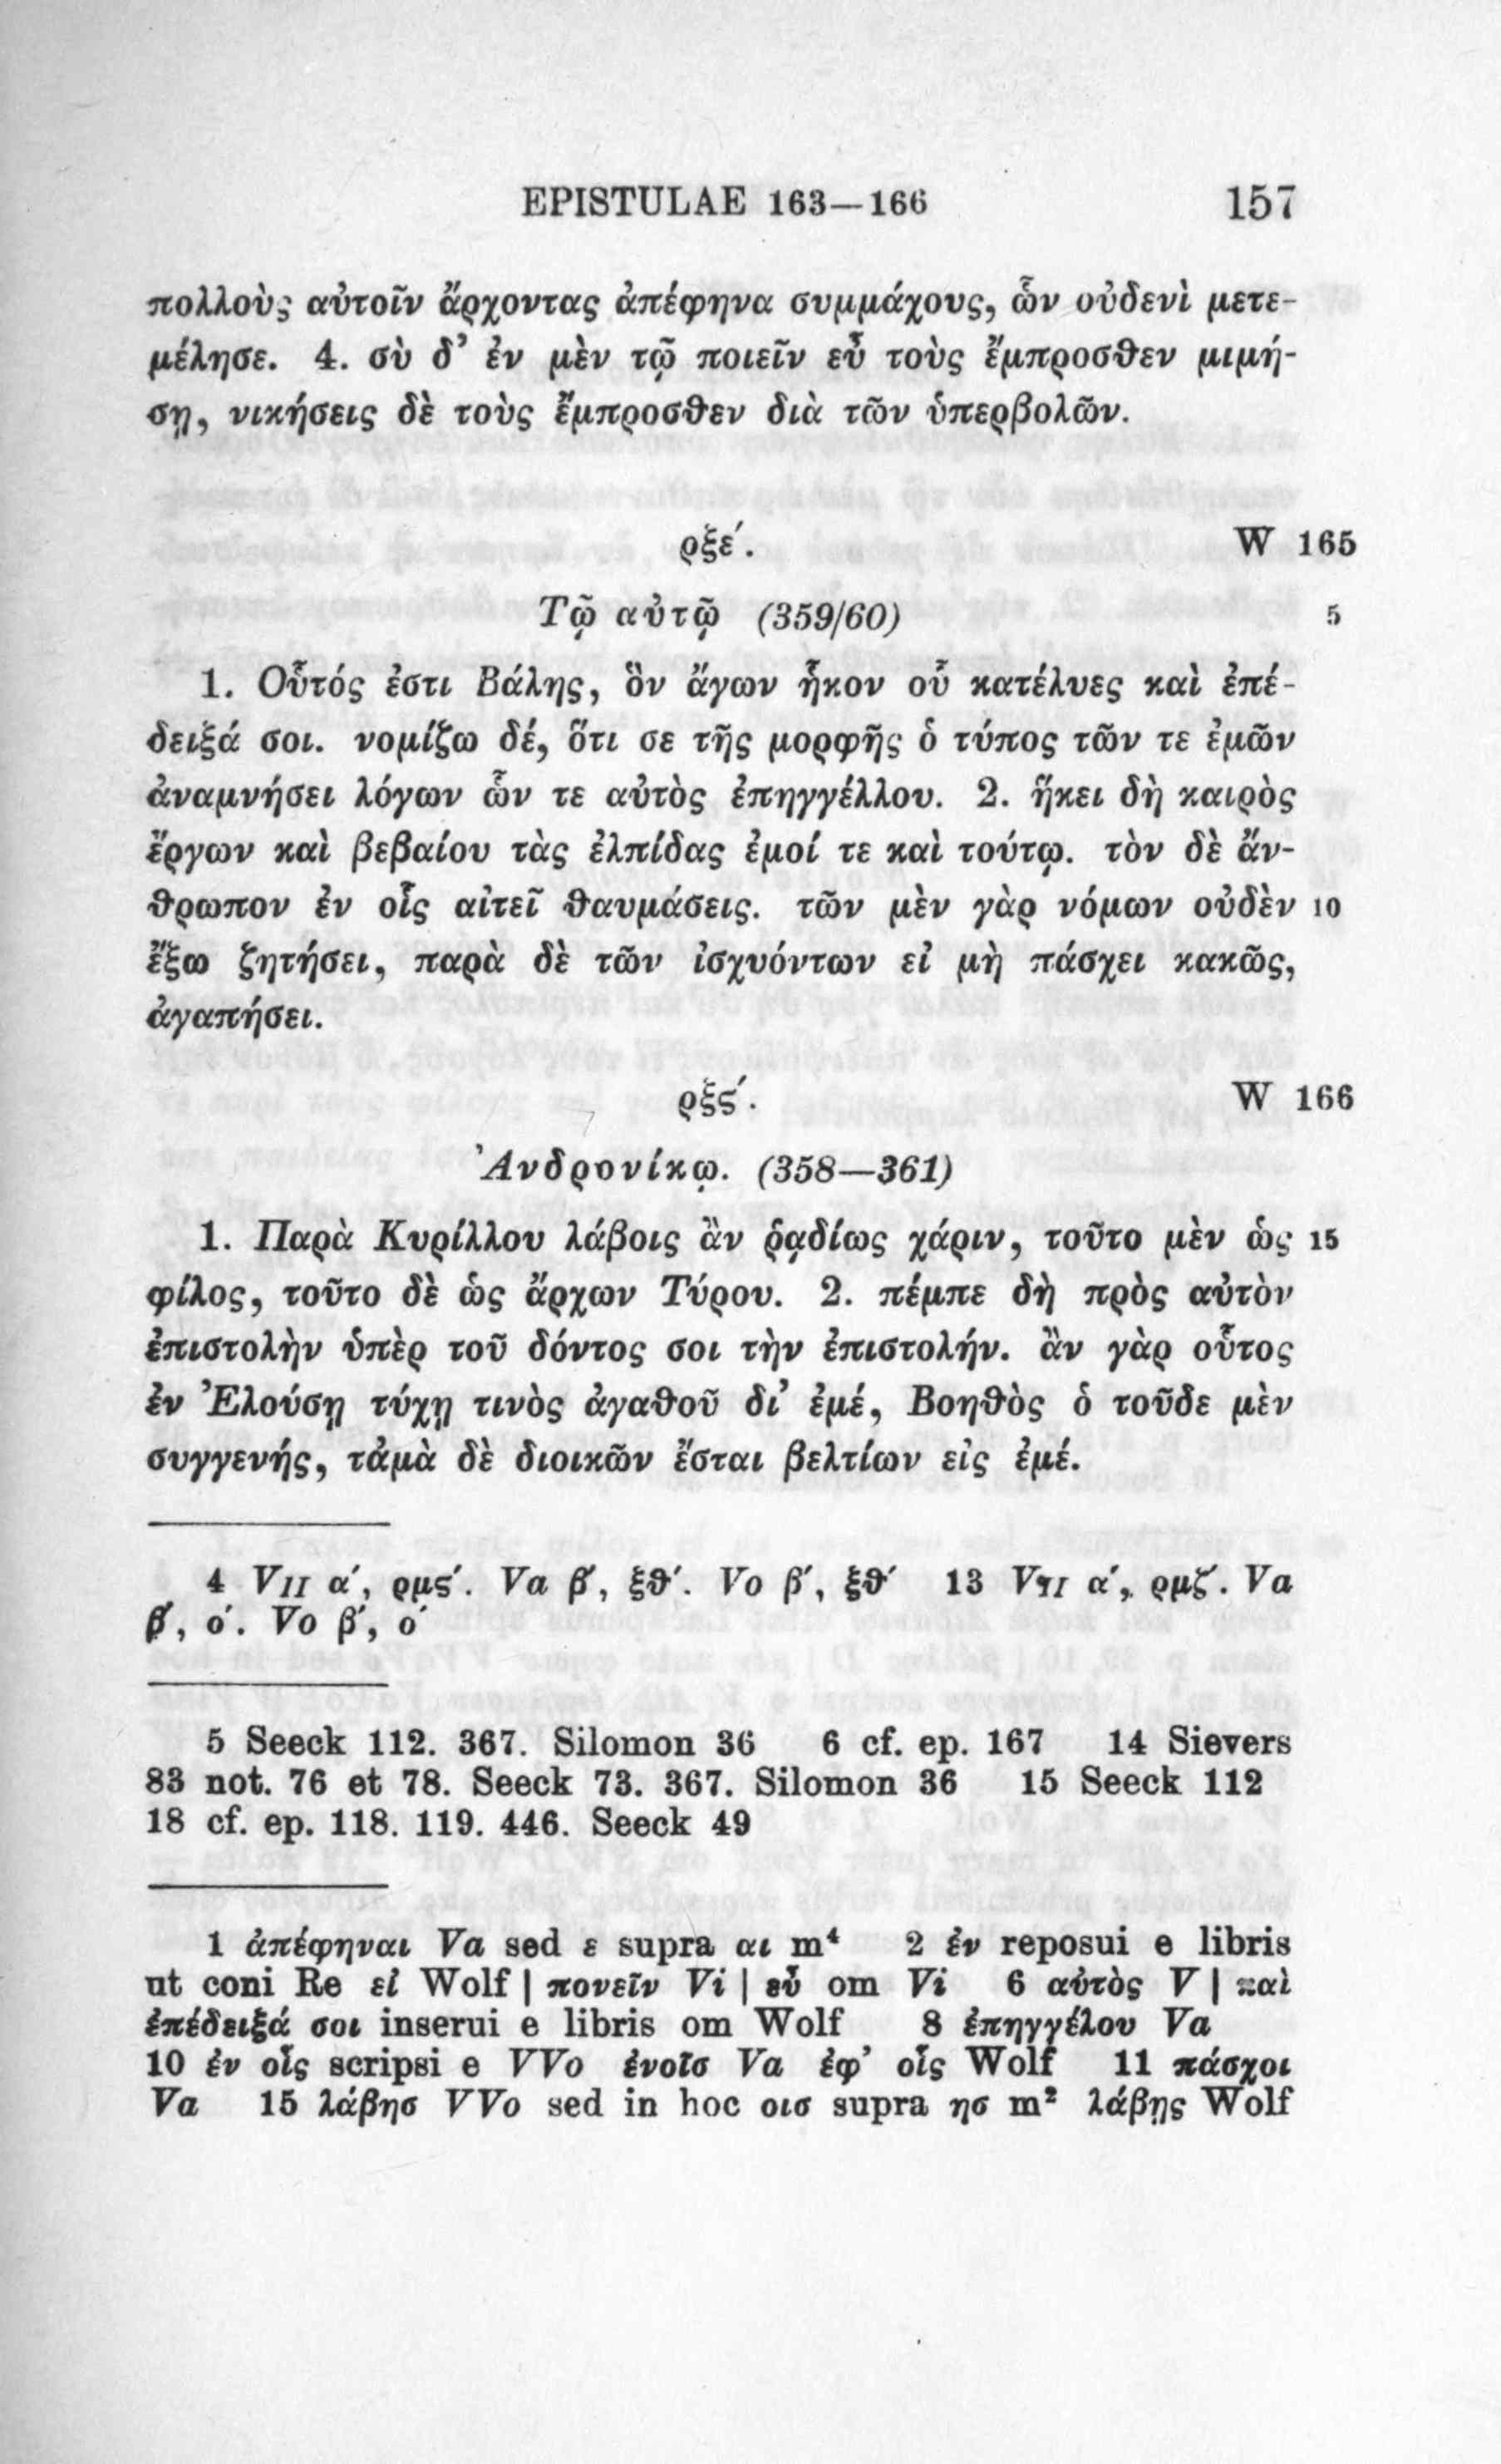 EPISTULAE 163—166 157
πολλοὺς αὐτοῖν ἄρχοντας ἀπέφηνα συμμάχους, ὧν οὐδενὶ μετε-
μέλησε. 4. σὺ δ’ ἐν μὲν τῷ ποιεῖν εὖ τοὺς ἔμπροσθεν μιμή-
σῃ, νικήσεις δὲ τοὺς ἔμπροσθεν διὰ τῶν ὑπερβολῶν.
ρξε΄. W 165
Τῷ αὐτῷ (359/60) 5
1. Οὗτός ἐστι Βάλης, ὃν ἄγων ἧκον οὗ κατέλυες καὶ ἐπέ-
δειξά σοι. νομίζω δέ, ὅτι σε τῆς μορφῆς ὁ τύπος τῶν τε ἐμῶν
ἀναμνήσει λόγων ὧν τε αὐτὸς ἐπηγγέλλου. 2. ἥκει δὴ καιρὸς
ἔργων καὶ βεβαίου τὰς ἐλπίδας ἐμοί τε καὶ τούτῳ. τὸν δὲ ἄν-
θρωπον ἐν οἷς αἰτεῖ θαυμάσεις. τῶν μὲν γὰρ νόμων οὐδὲν 10
ἔξω ζητήσει, παρὰ δὲ τῶν ἰσχυόντων εἰ μὴ πάσχει κακῶς,
ἀγαπήσει.
ρξς΄. W 166
Ἀνδρονίκῳ. (358—361)
1. Παρὰ Κυρίλλου λάβοις ἂν ῥᾳδίως χάριν, τοῦτο μὲν ὡς 15
φίλος, τοῦτο δὲ ὡς ἄρχων Τύρου. 2. πέμπε δὴ πρὸς αὐτὸν
ἐπιστολὴν ὑπὲρ τοῦ δόντος σοι τὴν ἐπιστολήν. ἂν γὰρ οὗτος
ἐν Ἐλούσῃ τύχῃ τινὸς ἀγαθοῦ δι’ ἐμέ, Βοηθὸς ὁ τοῦδε μὲν
συγγενής, τἀμὰ δὲ διοικῶν ἔσται βελτίων εἰς ἐμέ.
4 VII α΄, ρμς΄. Va β΄, ξθ΄. Vo β΄, ξθ΄ 13 VII α΄, ρμζ΄. Va
β΄, ο΄. Vo β΄, ο΄
5 Seeck 112. 367. Silomon 36 6 cf. ep. 167 14 Sievers
83 not. 76 et 78. Seeck 73. 367. Silomon 36 15 Seeck 112
18 cf. ep. 118. 119. 446. Seeck 49
1 ἀπέφηναι Va sed ε supra αι m⁴ 2 ἐν reposui e libris
ut coni Re εἰ Wolf | πονεῖν Vi | εὖ om Vi 6 αὐτὸς V | καὶ
ἐπέδειξά σοι inserui e libris om Wolf 8 ἐπηγγέλου Va
10 ἐν οἷς scripsi e VVo ἐνοῖσ Va ἐφ’ οἷς Wolf 11 πάσχοι
Va 15 λάβησ VVo sed in hoc οισ supra ησ m² λάβῃς Wolf